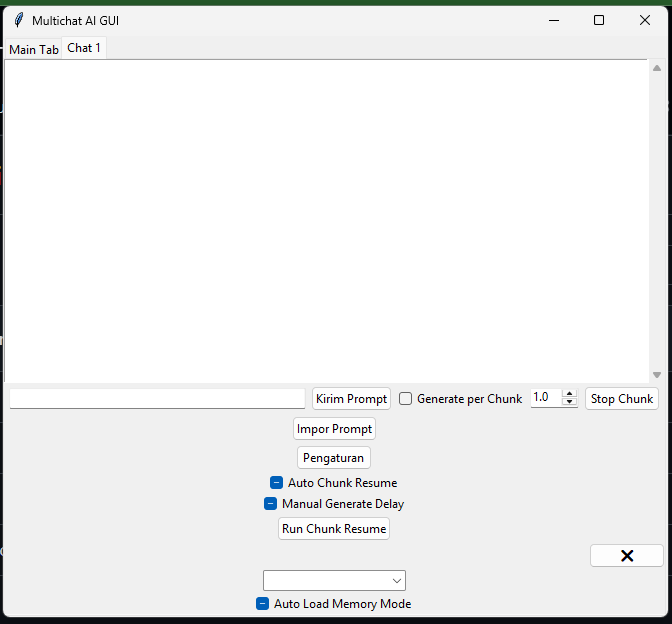 Multichat AI GUI
Main Tab Chat 1
Kirim Prompt Generate per Chunk 1.0 Stop Chunk
Impor Prompt
Pengaturan
Auto Chunk Resume
Manual Generate Delay
Run Chunk Resume
Auto Load Memory Mode